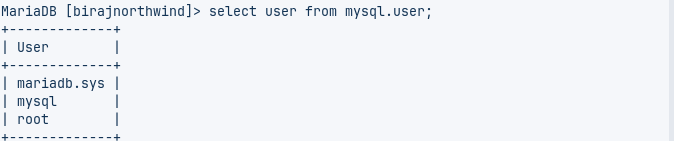 MariaDB [birajnorthwind]> select user from mysql.user;
+-------------+
| User        |
+-------------+
| mariadb.sys |
| mysql       |
| root        |
+-------------+